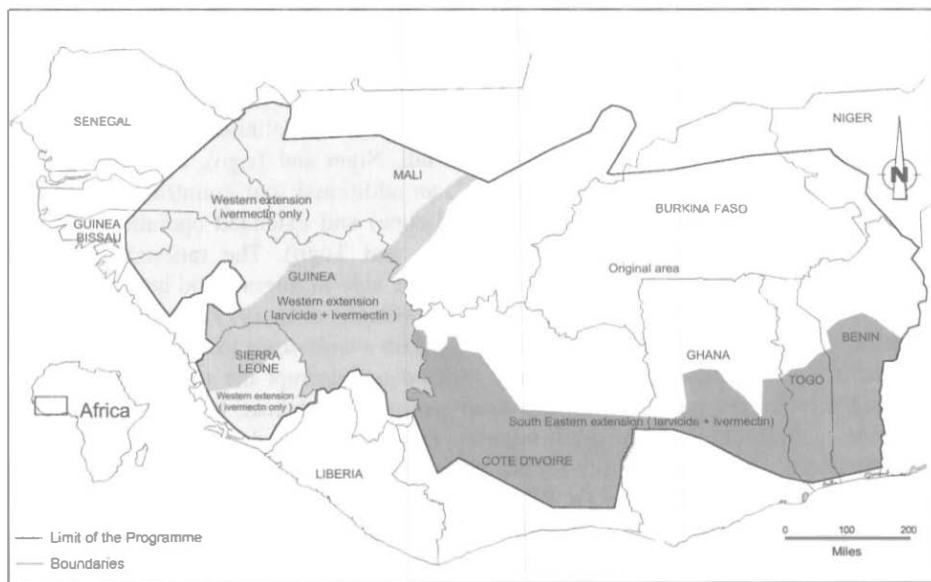 SENEGAL
MALI
NIGER
N
Western extension
( ivermectin only )
BURKINA FASO
GUINEA
BISSAU
GUINEA
Original area
Western extension
( larvicide + ivermectin )
BENIN
SIERRA
LEONE
GHANA
TOGO
Western extension
(ivermectin only )
Africa
South Eastern extension ( larvicide + ivermectin)
COTE D'IVOIRE
LIBERIA
Limit of the Programme
Boundaries
0 100 200
Miles